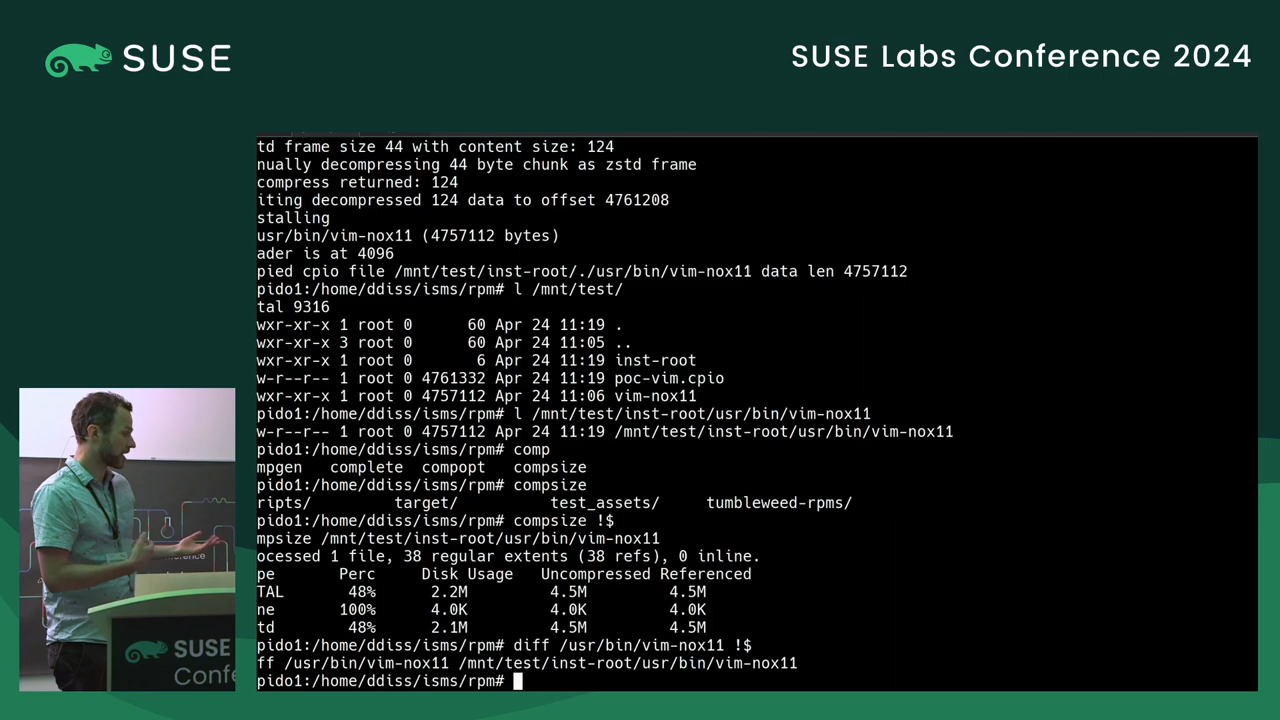 SUSE
SUSE Labs Conference 2024
td frame size 44 with content size: 124
nually decompressing 44 byte chunk as zstd frame
compress returned: 124
iting decompressed 124 data to offset 4761208
stalling
usr/bin/vim-nox11 (4757112 bytes)
ader is at 4096
pied cpio file /mnt/test/inst-root/./usr/bin/vim-nox11 data len 4757112
pido1:/home/ddiss/isms/rpm# l /mnt/test/
tal 9316
wxr-xr-x 1 root 0      60 Apr 24 11:19 .
wxr-xr-x 3 root 0      60 Apr 24 11:05 ..
wxr-xr-x 1 root 0       6 Apr 24 11:19 inst-root
w-r--r-- 1 root 0 4761332 Apr 24 11:19 poc-vim.cpio
w-r--r-- 1 root 0 4757112 Apr 24 11:06 vim-nox11
pido1:/home/ddiss/isms/rpm# l /mnt/test/inst-root/usr/bin/vim-nox11
w-r--r-- 1 root 0 4757112 Apr 24 11:19 /mnt/test/inst-root/usr/bin/vim-nox11
pido1:/home/ddiss/isms/rpm# comp
mpgen   complete  compopt   compsize
pido1:/home/ddiss/isms/rpm# compsize
ripts/          target/           test_assets/      tumbleweed-rpms/
pido1:/home/ddiss/isms/rpm# compsize !$
mpsize /mnt/test/inst-root/usr/bin/vim-nox11
ocessed 1 file, 38 regular extents (38 refs), 0 inline.
pe       Perc     Disk Usage   Uncompressed Referenced
TAL       48%      2.2M         4.5M         4.5M
ne       100%      4.0K         4.0K         4.0K
td        48%      2.1M         4.5M         4.5M
pido1:/home/ddiss/isms/rpm# diff /usr/bin/vim-nox11 !$
ff /usr/bin/vim-nox11 /mnt/test/inst-root/usr/bin/vim-nox11
pido1:/home/ddiss/isms/rpm#
ference
SUSE
Confe